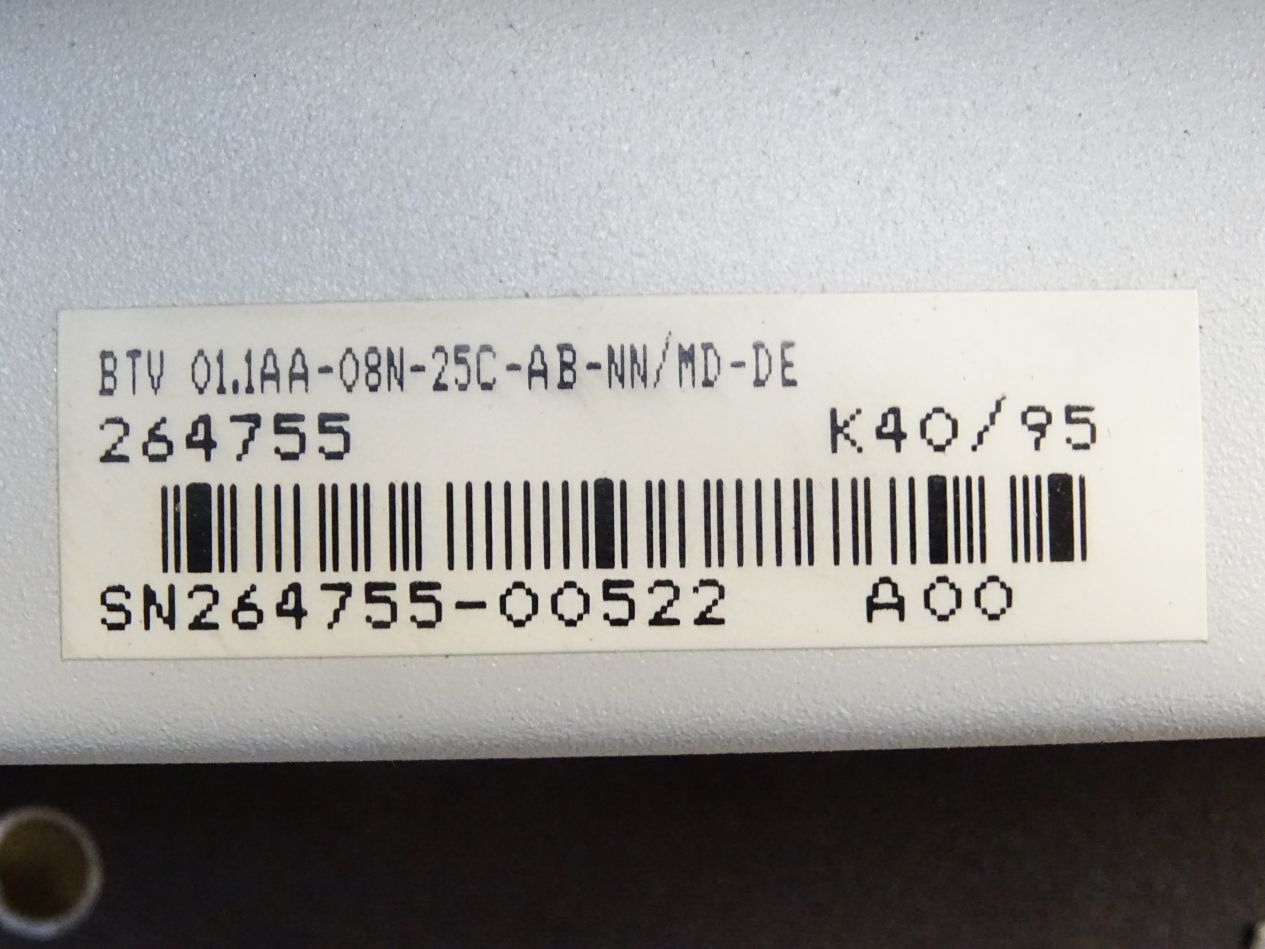 BTV 01.1AA-08N-25C-AB-NN/MD-DE
264755 K40/95
SN264755-00522 A00